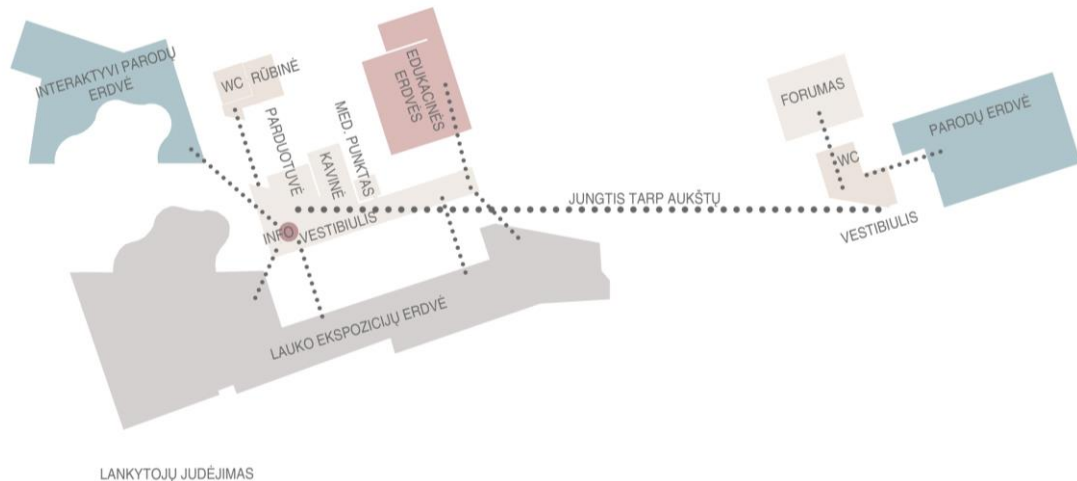 INTERAKTYVI PARODŲ
ERDVĖ
WC
RŪBINĖ
PARDUOTUVĖ
KAVINĖ
MED. PUNKTAS
EDUKACINĖS
ERDVĖS
INFO
VESTIBIULIS
JUNGTIS TARP AUKŠTŲ
LAUKO EKSPOZICIJŲ ERDVĖ
FORUMAS
WC
PARODŲ ERDVĖ
VESTIBIULIS
LANKYTOJŲ JUDĖJIMAS